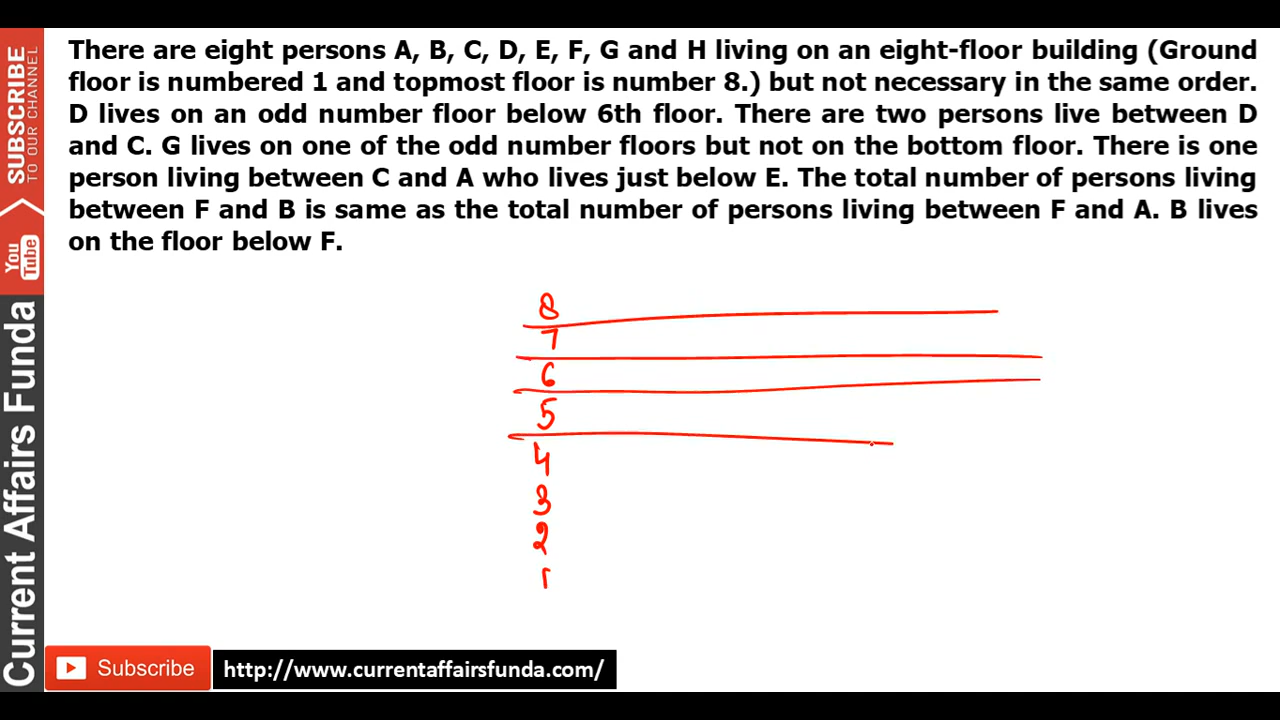 There are eight persons A, B, C, D, E, F, G and H living on an eight-floor building (Ground
floor is numbered 1 and topmost floor is number 8.) but not necessary in the same order.
D lives on an odd number floor below 6th floor. There are two persons live between D
and C. G lives on one of the odd number floors but not on the bottom floor. There is one
person living between C and A who lives just below E. The total number of persons living
between F and B is same as the total number of persons living between F and A. B lives
on the floor below F.
8
7
6
5
4
3
2
1
SUBSCRIBE
TO OUR CHANNEL
You
Tube
Current Affairs Funda
Subscribe
http://www.currentaffairsfunda.com/